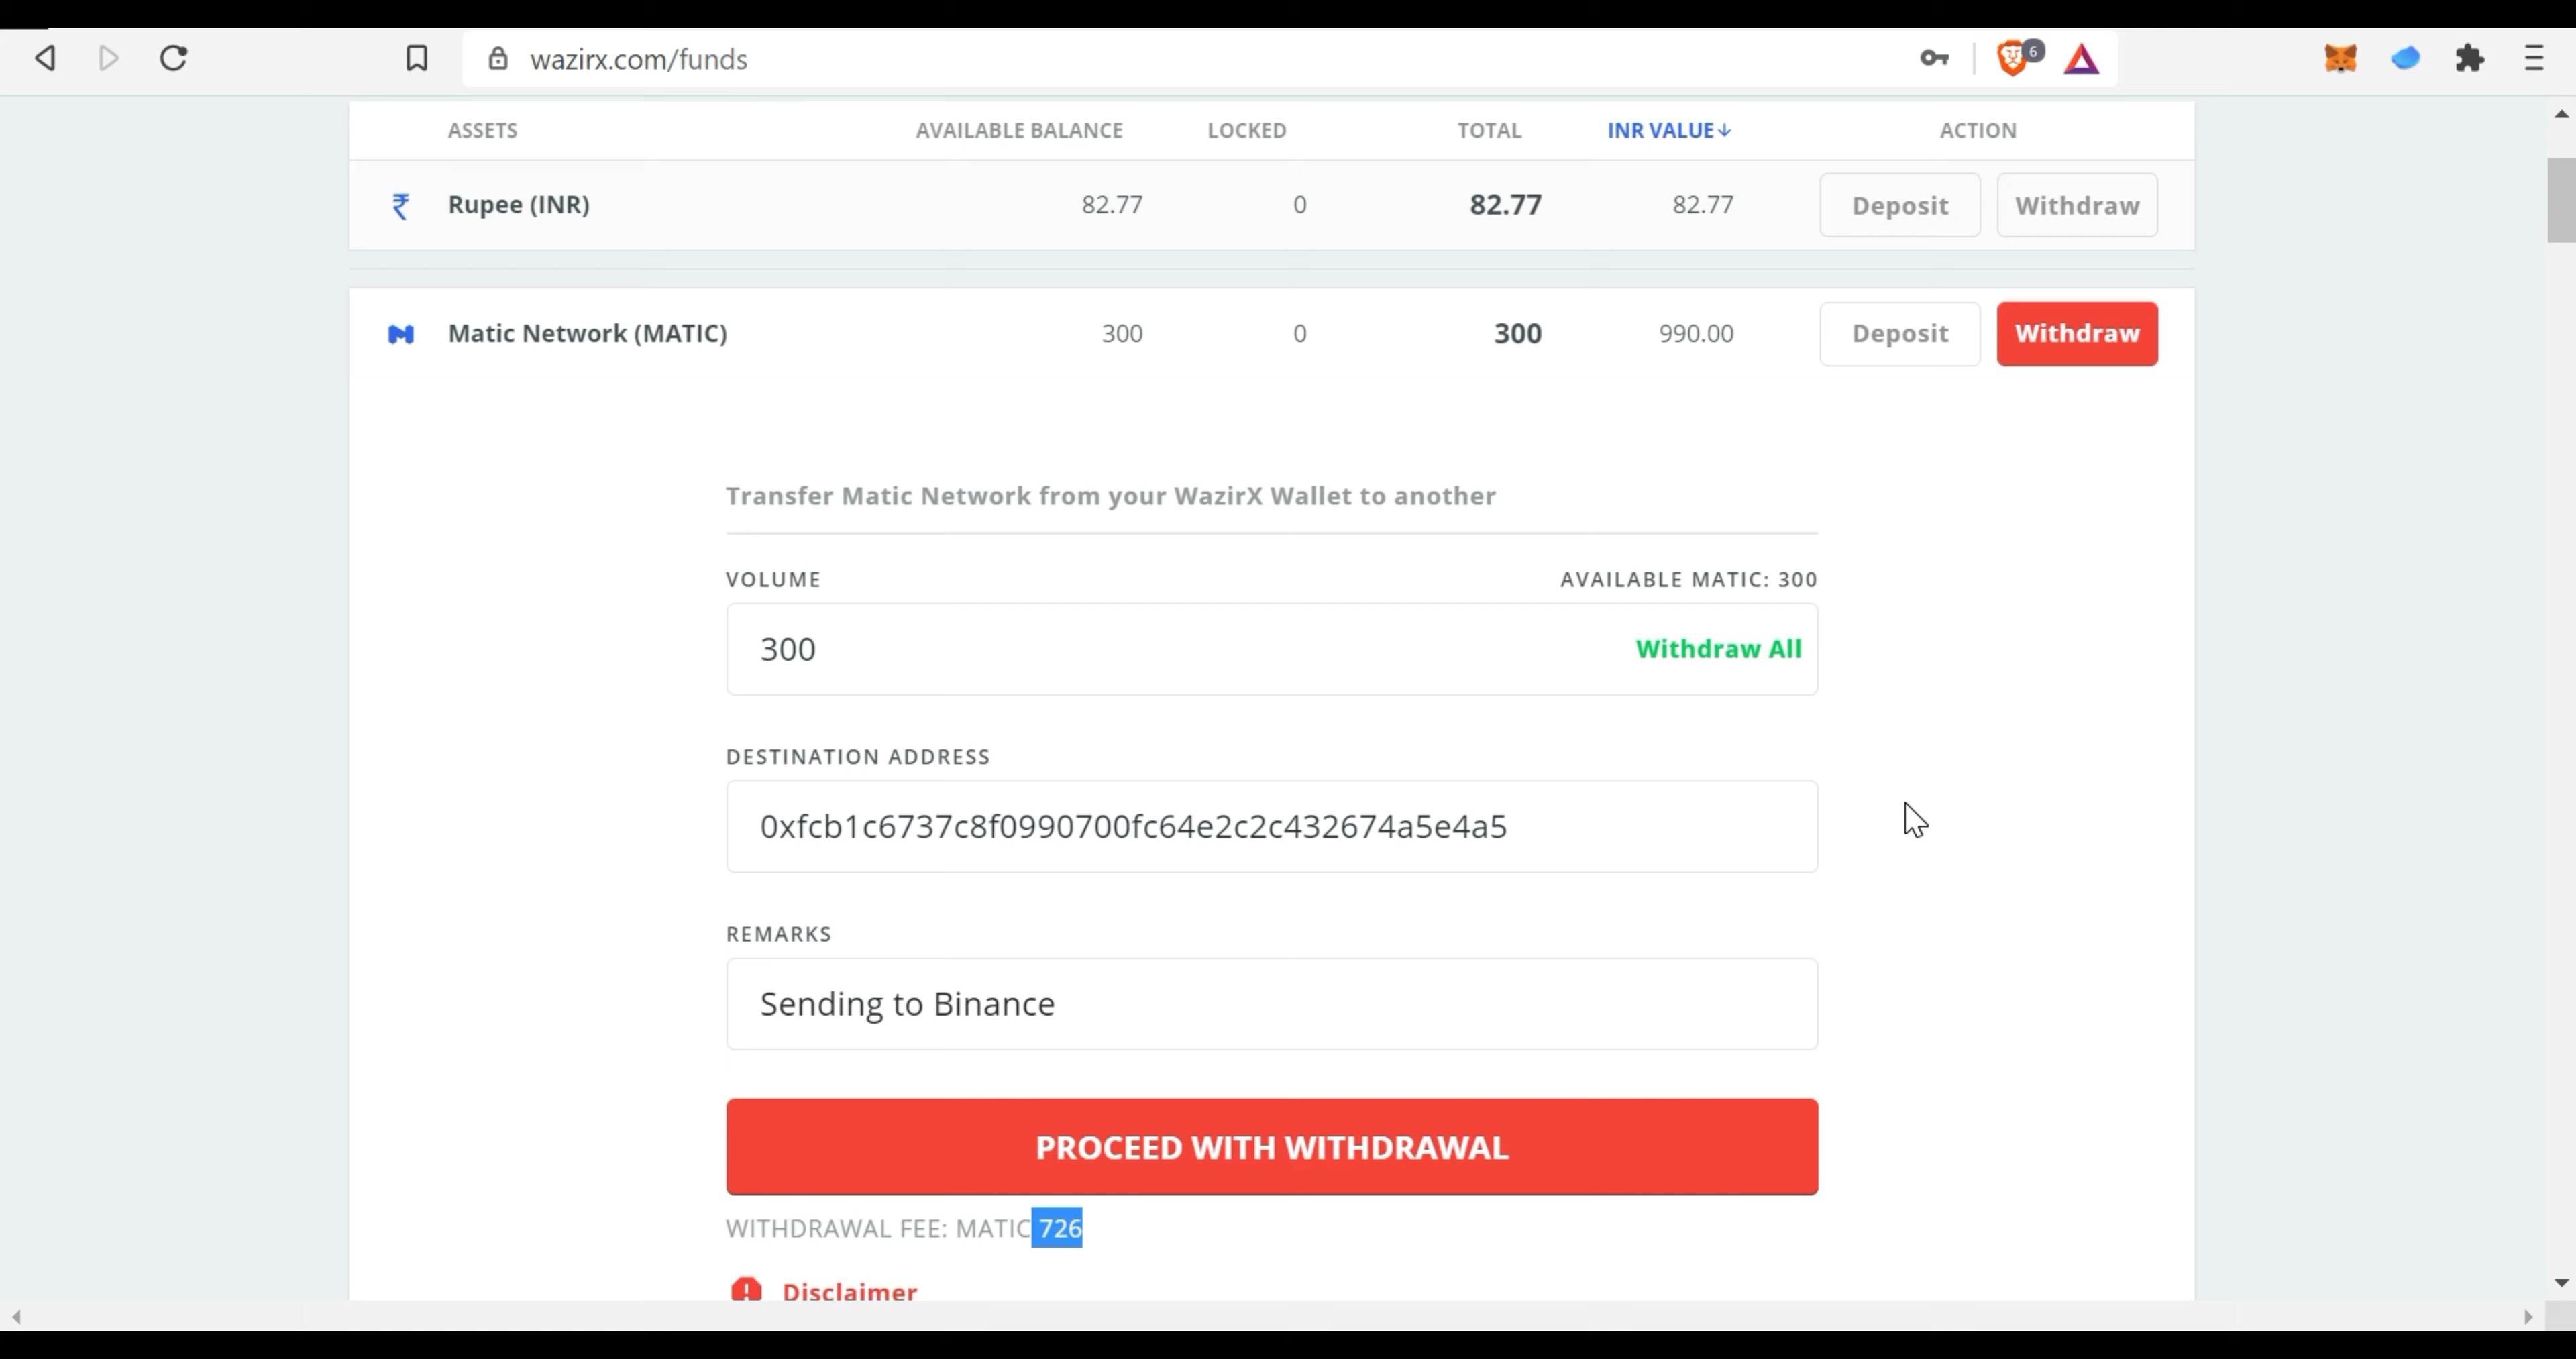 wazirx.com/funds
6
ASSETS AVAILABLE BALANCE LOCKED TOTAL INR VALUE↓ ACTION
₹ Rupee (INR) 82.77 0 82.77 82.77 Deposit Withdraw
Matic Network (MATIC) 300 0 300 990.00 Deposit Withdraw
Transfer Matic Network from your WazirX Wallet to another
VOLUME AVAILABLE MATIC: 300
300 Withdraw All
DESTINATION ADDRESS
0xfcb1c6737c8f0990700fc64e2c2c432674a5e4a5
REMARKS
Sending to Binance
PROCEED WITH WITHDRAWAL
WITHDRAWAL FEE: MATIC 726
Disclaimer